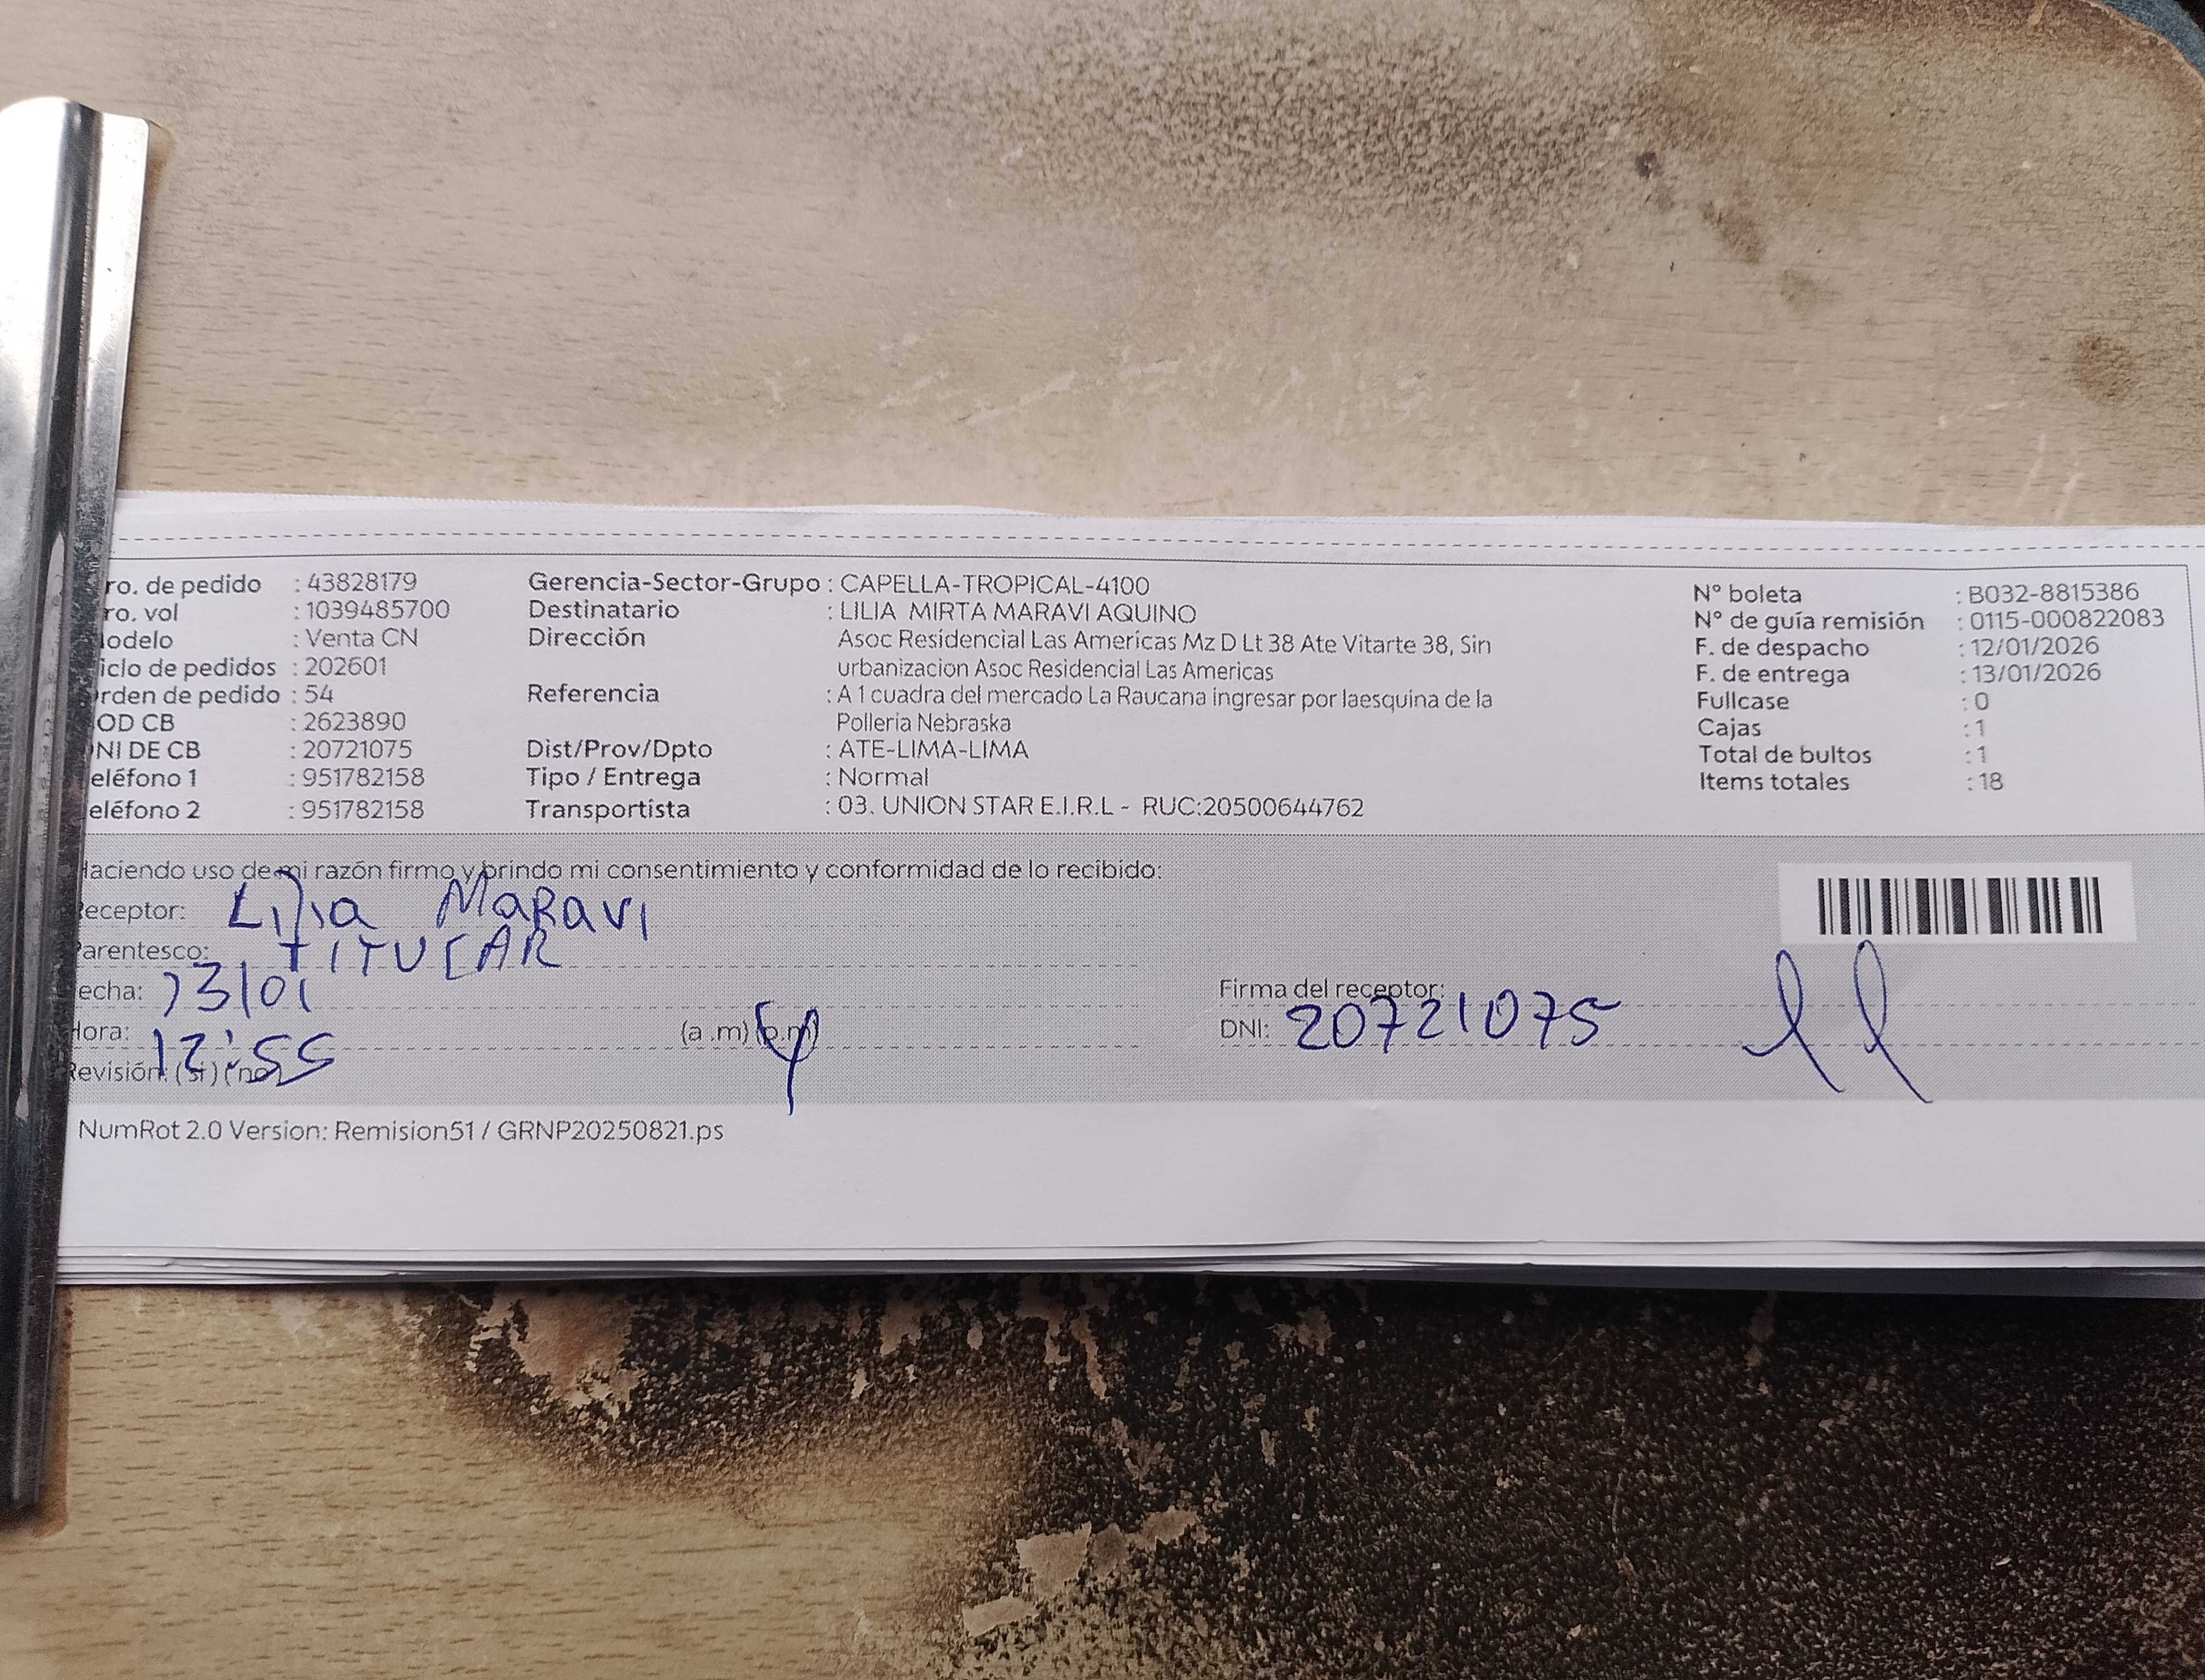 ro. de pedido : 43828179 Gerencia-Sector-Grupo : CAPELLA-TROPICAL-4100 N° boleta : B032-8815386
ro. vol : 1039485700 Destinatario : LILIA MIRTA MARAVI AQUINO N° de guía remisión : 0115-000822083
odelo : Venta CN Dirección Asoc Residencial Las Americas Mz D Lt 38 Ate Vitarte 38, Sin F. de despacho : 12/01/2026
iclo de pedidos : 202601 urbanizacion Asoc Residencial Las Americas F. de entrega : 13/01/2026
rden de pedido : 54 Referencia : A 1 cuadra del mercado La Raucana ingresar por laesquina de la Fullcase : 0
OD CB : 2623890 Polleria Nebraska Cajas : 1
NI DE CB : 20721075 Dist/Prov/Dpto : ATE-LIMA-LIMA Total de bultos : 1
eléfono 1 : 951782158 Tipo / Entrega : Normal Items totales : 18
eléfono 2 : 951782158 Transportista : 03. UNION STAR E.I.R.L - RUC:20500644762
Haciendo uso de mi razón firmo y brindo mi consentimiento y conformidad de lo recibido:
Receptor: Lilia Maravi
Parentesco: TITULAR
Fecha: 13/01 Firma del receptor:
Hora: 12:55 (a .m) (p.m) DNI: 20721075
Revisión: (si) (no)
NumRot 2.0 Version: Remision51 / GRNP20250821.ps